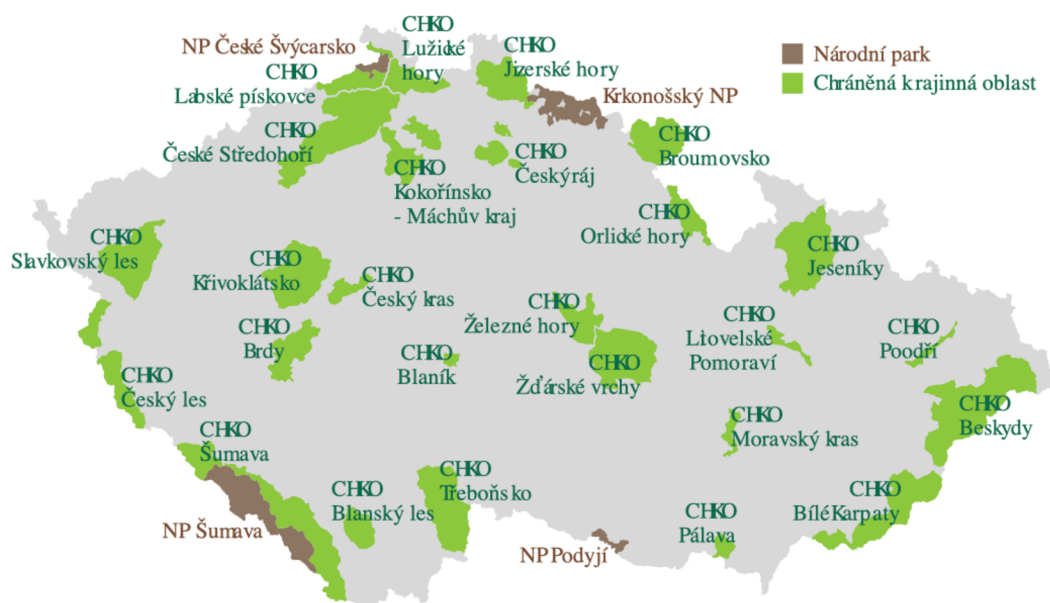 NP České Švýcarsko
CHKO
Lužické
hory
CHKO
Jizerské hory
Národní park
Chráněná krajinná oblast
CHKO
Labské pískovce
Krkonošský NP
CHKO
České Středohoří
CHKO
Kokořínsko
- Máchův kraj
CHKO
Český ráj
CHKO
Broumovsko
CHKO
Orlické hory
CHKO
Slavkovský les
CHKO
Křivoklátsko
CHKO
Český kras
CHKO
Jeseníky
CHKO
Železné hory
CHKO
Litovelské
Pomoraví
CHKO
Poodří
CHKO
Brdy
CHKO
Blaník
CHKO
Žďárské vrchy
CHKO
Český les
CHKO
Beskydy
CHKO
Šumava
CHKO
Moravský kras
CHKO
Třeboňsko
CHKO
Blanský les
CHKO
Bílé Karpaty
NP Šumava
CHKO
Pálava
NP Podyjí